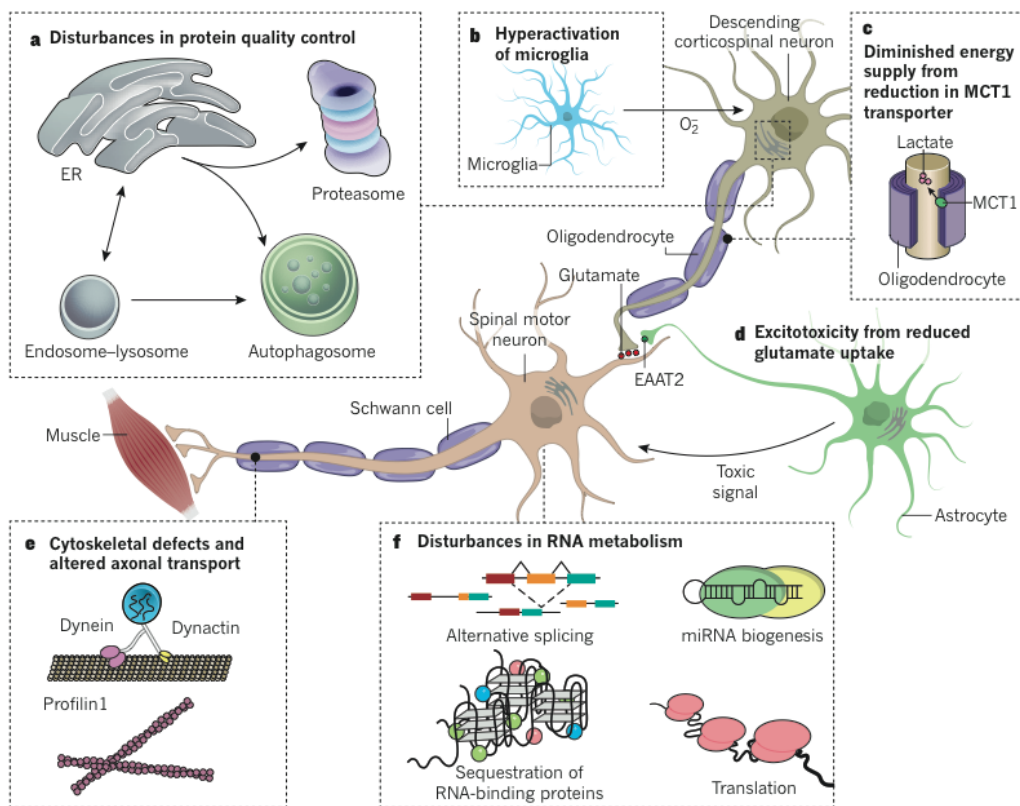 a Disturbances in protein quality control
ER
Proteasome
Endosome–lysosome
Autophagosome
b Hyperactivation
of microglia
Microglia
O₂⁻
Descending
corticospinal neuron
c
Diminished energy
supply from
reduction in MCT1
transporter
Lactate
MCT1
Oligodendrocyte
Oligodendrocyte
Glutamate
Spinal motor
neuron
EAAT2
d Excitotoxicity from reduced
glutamate uptake
Schwann cell
Muscle
Toxic
signal
Astrocyte
e Cytoskeletal defects and
altered axonal transport
Dynein
Dynactin
Profilin1
f Disturbances in RNA metabolism
Alternative splicing
miRNA biogenesis
Sequestration of
RNA-binding proteins
Translation